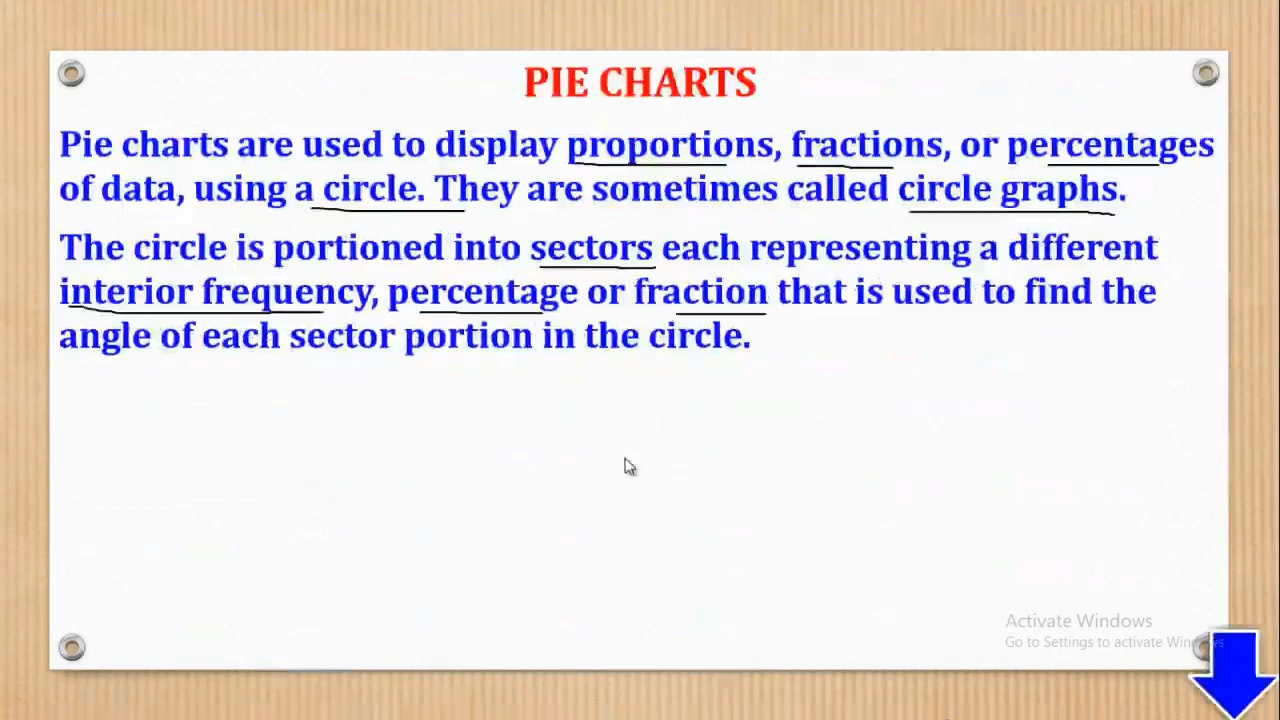 PIE CHARTS
Pie charts are used to display proportions, fractions, or percentages
of data, using a circle. They are sometimes called circle graphs.
The circle is portioned into sectors each representing a different
interior frequency, percentage or fraction that is used to find the
angle of each sector portion in the circle.
Activate Windows
Go to Settings to activate Windows